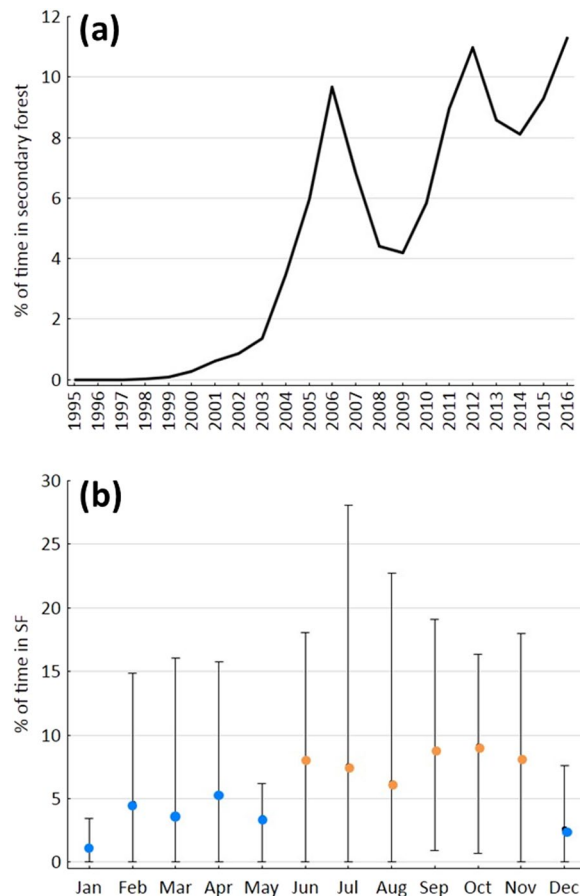 (a)
% of time in secondary forest
12
10
8
6
4
2
0
1995 1996 1997 1998 1999 2000 2001 2002 2003 2004 2005 2006 2007 2008 2009 2010 2011 2012 2013 2014 2015 2016
(b)
% of time in SF
30
25
20
15
10
5
0
Jan Feb Mar Apr May Jun Jul Aug Sep Oct Nov Dec